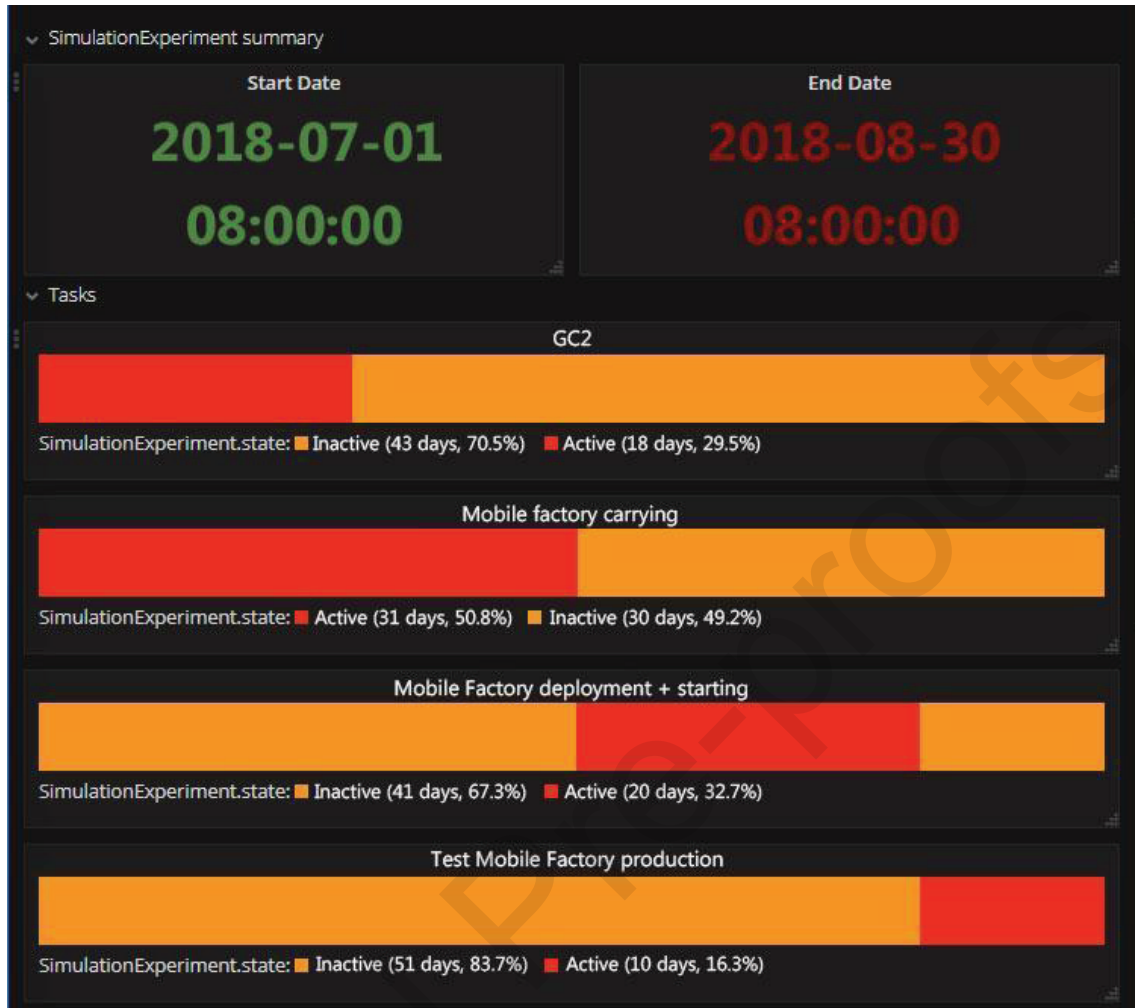 SimulationExperiment summary
Start Date
End Date
2018-07-01
08:00:00
2018-08-30
08:00:00
Tasks
GC2
SimulationExperiment.state: Inactive (43 days, 70.5%) Active (18 days, 29.5%)
Mobile factory carrying
SimulationExperiment.state: Active (31 days, 50.8%) Inactive (30 days, 49.2%)
Mobile Factory deployment + starting
SimulationExperiment.state: Inactive (41 days, 67.3%) Active (20 days, 32.7%)
Test Mobile Factory production
SimulationExperiment.state: Inactive (51 days, 83.7%) Active (10 days, 16.3%)
Pre-proofs